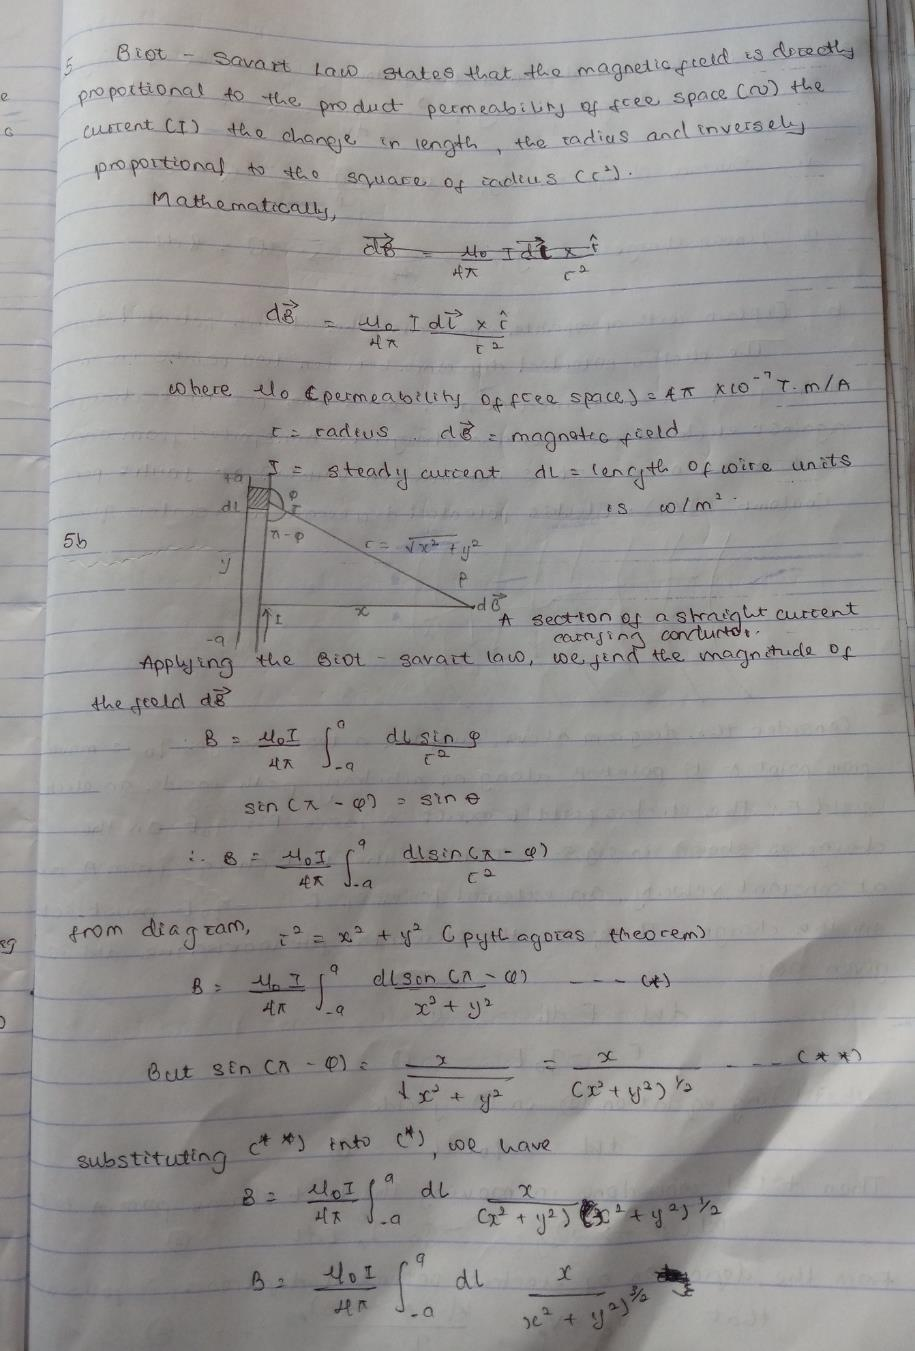 5 Biot - Savart Law states that the magnetic field is directly
proportional to the product permeability of free space (μ) the
current (I) the change in length, the radius and inversely
proportional to the square of radius (r²).
Mathematically,
dB⃗ = μ₀/4π I dl⃗ × r̂/r²
dB⃗ = μ₀/4π I dl⃗ × r̂/r²
where μ₀ (permeability of free space) = 4π × 10⁻⁷ T.m/A
r = radius . dB⃗ = magnetic field
I = steady current dL = length of wire units
is w/m².
5b
dl
φ
r
π - φ
r = √x² + y²
y
P
x
dB⃗
I
-a
A section of a straight current
carrying conductor.
Applying the Biot - savart law, we find the magnitude of
the field dB⃗
B = μ₀I/4π ∫₋ₐᵃ dl sin φ/r²
sin (π - φ) = sin θ
∴ B = μ₀I/4π ∫₋ₐᵃ dl sin (π - φ)/r²
from diagram, r² = x² + y² (pythagoras theorem)
B = μ₀I/4π ∫₋ₐᵃ dl sin (π - φ)/x² + y² ---- (*)
But sin (π - φ) = x/√x² + y² = x/(x² + y²)^½ ---- (**)
substituting (**) into (*), we have
B = μ₀I/4π ∫₋ₐᵃ dL x/(x² + y²) (x² + y²)^½
B = μ₀I/4π ∫₋ₐᵃ dL x/x² + y²)^3/2